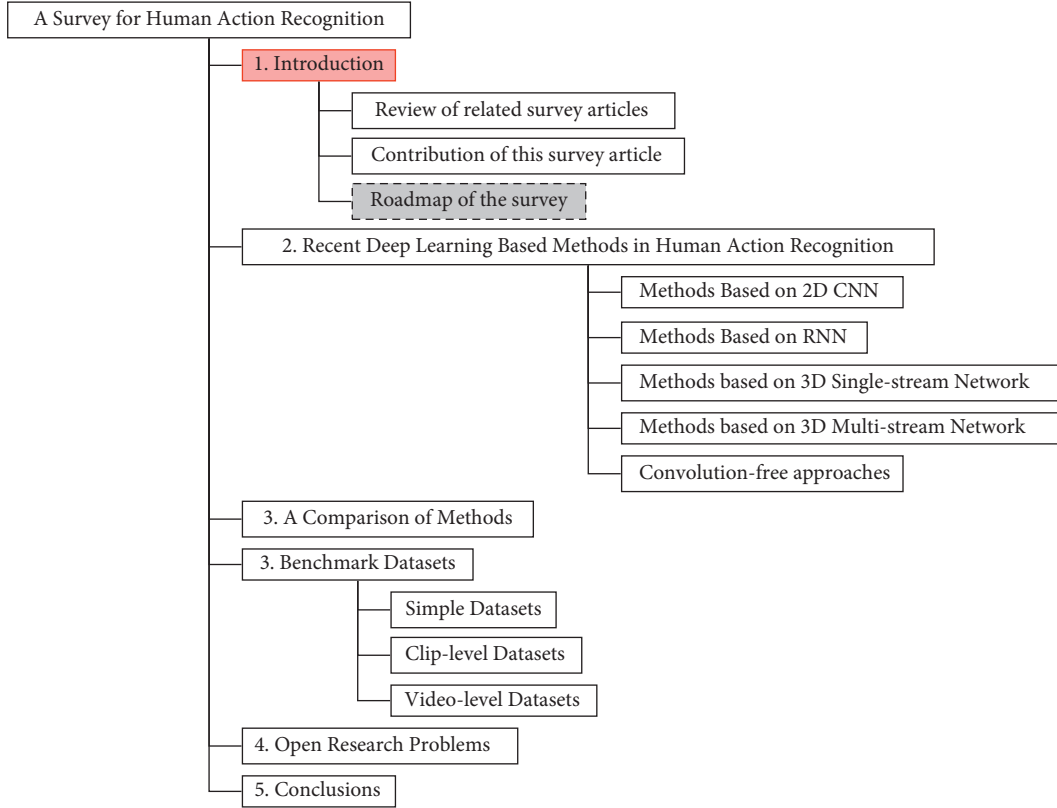 A Survey for Human Action Recognition
1. Introduction
Review of related survey articles
Contribution of this survey article
Roadmap of the survey
2. Recent Deep Learning Based Methods in Human Action Recognition
Methods Based on 2D CNN
Methods Based on RNN
Methods based on 3D Single-stream Network
Methods based on 3D Multi-stream Network
Convolution-free approaches
3. A Comparison of Methods
3. Benchmark Datasets
Simple Datasets
Clip-level Datasets
Video-level Datasets
4. Open Research Problems
5. Conclusions